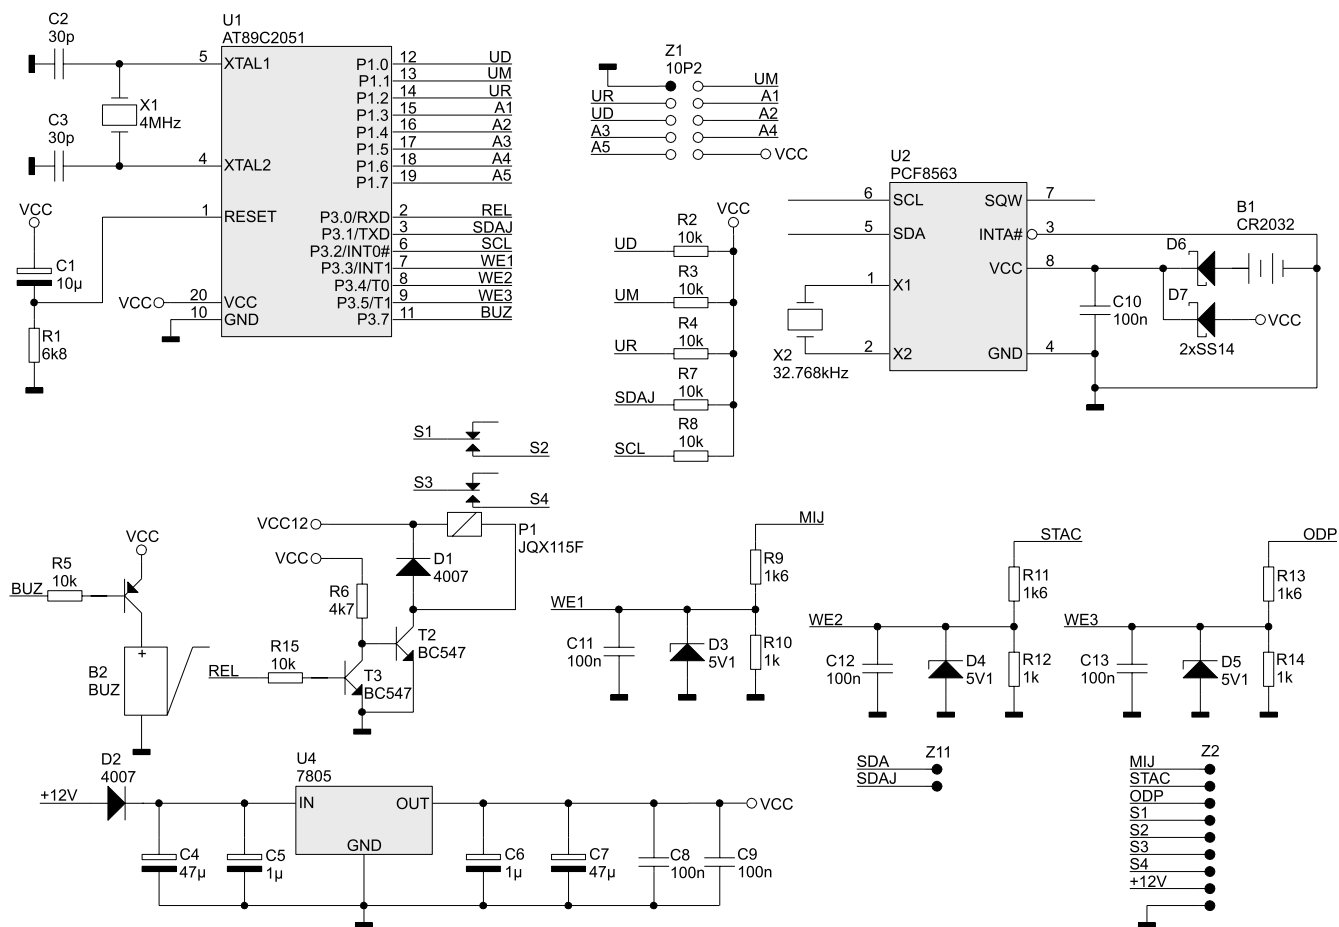 C2
30p
C3
30p
X1
4MHz
U1
AT89C2051
5 XTAL1
4 XTAL2
1 RESET
20 VCC
10 GND
VCC
P1.0 12 UD
P1.1 13 UM
P1.2 14 UR
P1.3 15 A1
P1.4 16 A2
P1.5 17 A3
P1.6 18 A4
P1.7 19 A5
P3.0/RXD 2 REL
P3.1/TXD 3 SDAJ
P3.2/INT0# 6 SCL
P3.3/INT1 7 WE1
P3.4/T0 8 WE2
P3.5/T1 9 WE3
P3.7 11 BUZ
VCC
C1
10µ
R1
6k8
Z1
10P2
UM
UR A1
UD A2
A3 A4
A5 VCC
VCC
R2
UD 10k
R3
UM 10k
R4
UR 10k
R7
SDAJ 10k
R8
SCL 10k
U2
PCF8563
6 SCL SQW 7
5 SDA INTA# 3
1 X1 VCC 8
2 X2 GND 4
X2
32.768kHz
B1
CR2032
D6
D7
VCC
2xSS14
C10
100n
S1
S2
S3
S4
VCC12
P1
JQX115F
VCC
D1
4007
R6
4k7
T2
BC547
R15
REL 10k
T3
BC547
VCC
R5
BUZ 10k
+
B2
BUZ
MIJ
R9
1k6
WE1
C11
100n
D3
5V1
R10
1k
STAC
R11
1k6
WE2
C12
100n
D4
5V1
R12
1k
ODP
R13
1k6
WE3
C13
100n
D5
5V1
R14
1k
D2
4007
+12V
U4
7805
IN OUT
GND
VCC
C4
47µ
C5
1µ
C6
1µ
C7
47µ
C8
100n
C9
100n
Z11
SDA
SDAJ
Z2
MIJ
STAC
ODP
S1
S2
S3
S4
+12V